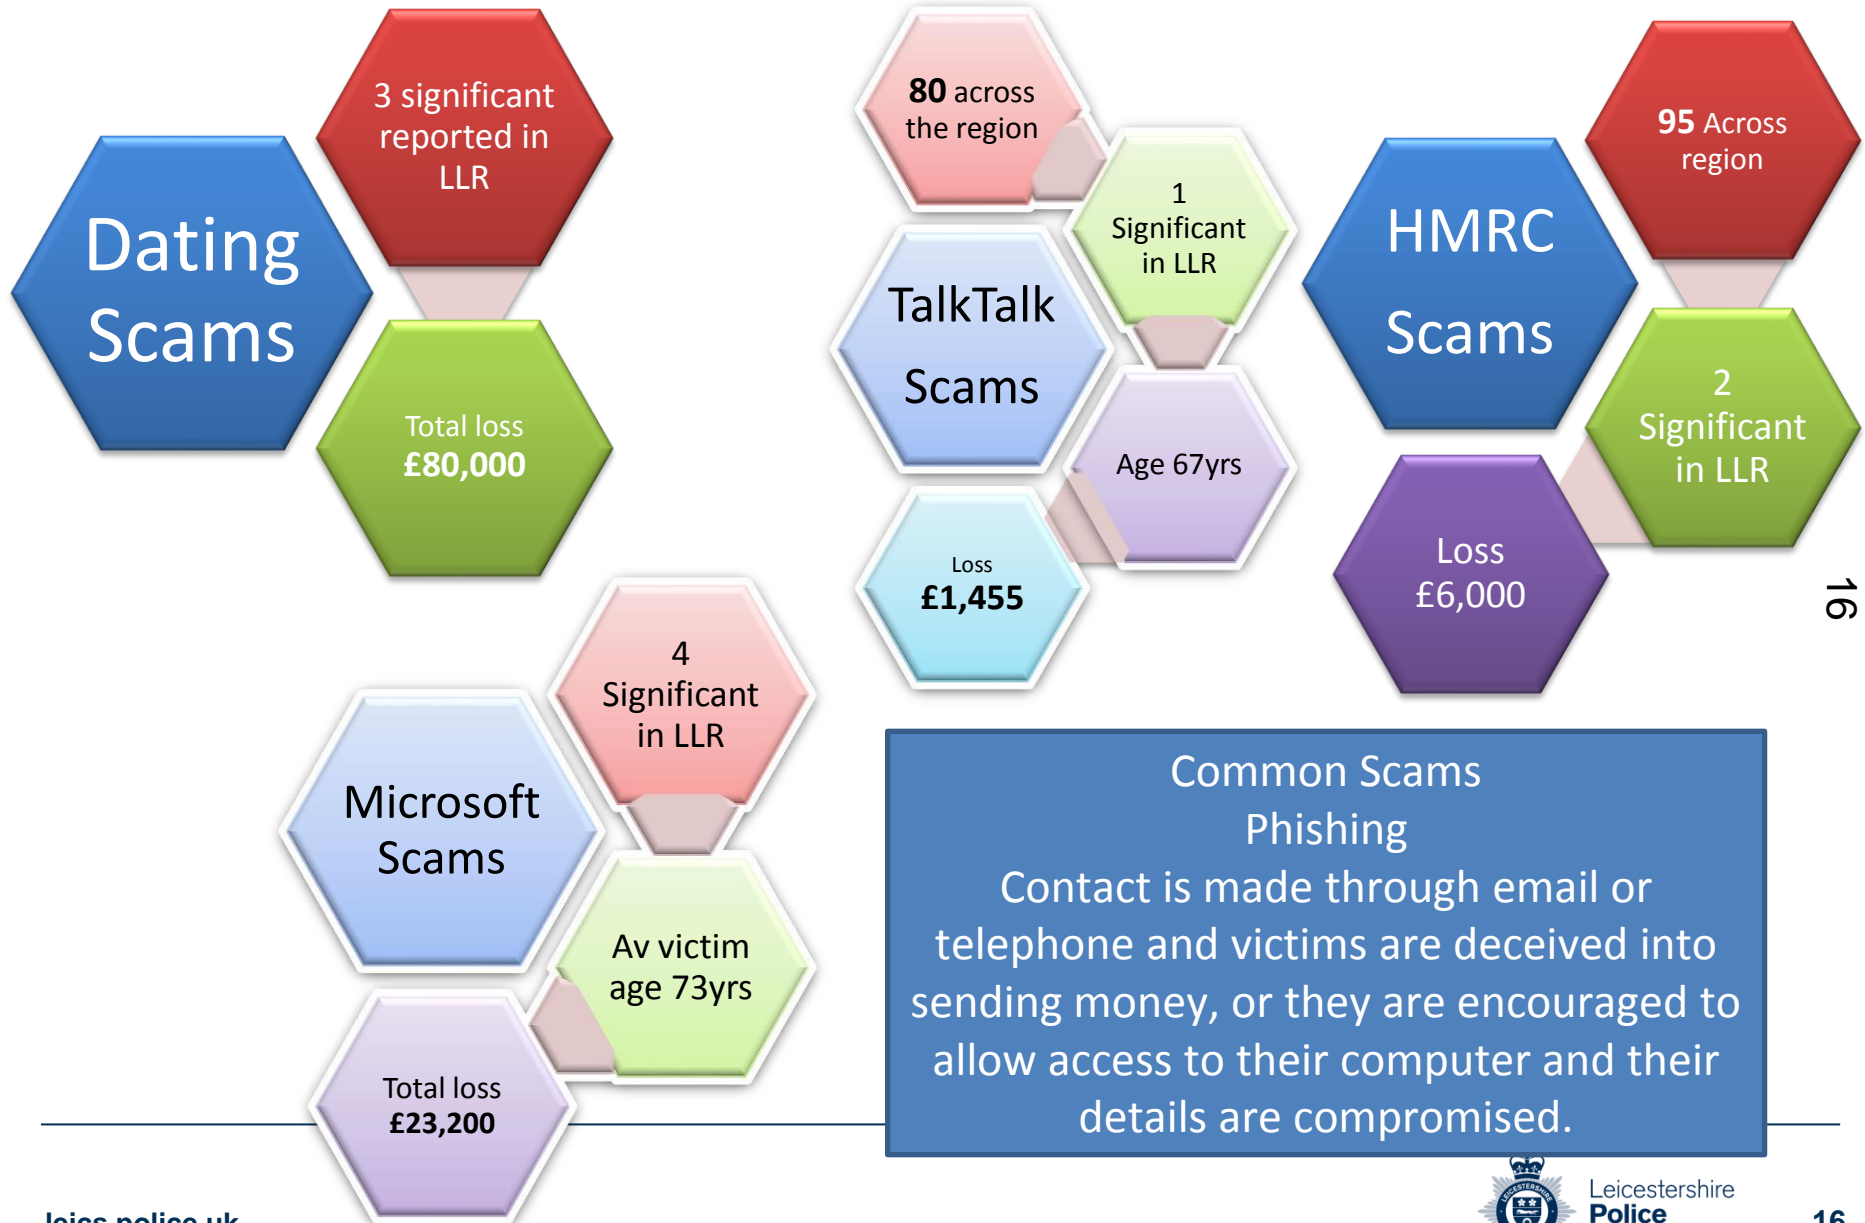 Dating
Scams
3 significant
reported in
LLR
Total loss
£80,000
80 across
the region
1
Significant
in LLR
TalkTalk
Scams
Age 67yrs
Loss
£1,455
95 Across
region
HMRC
Scams
2
Significant
in LLR
Loss
£6,000
16
4
Significant
in LLR
Microsoft
Scams
Av victim
age 73yrs
Total loss
£23,200
Common Scams
Phishing
Contact is made through email or
telephone and victims are deceived into
sending money, or they are encouraged to
allow access to their computer and their
details are compromised.
leics.police.uk
LEICESTERSHIRE
Leicestershire
Police
16